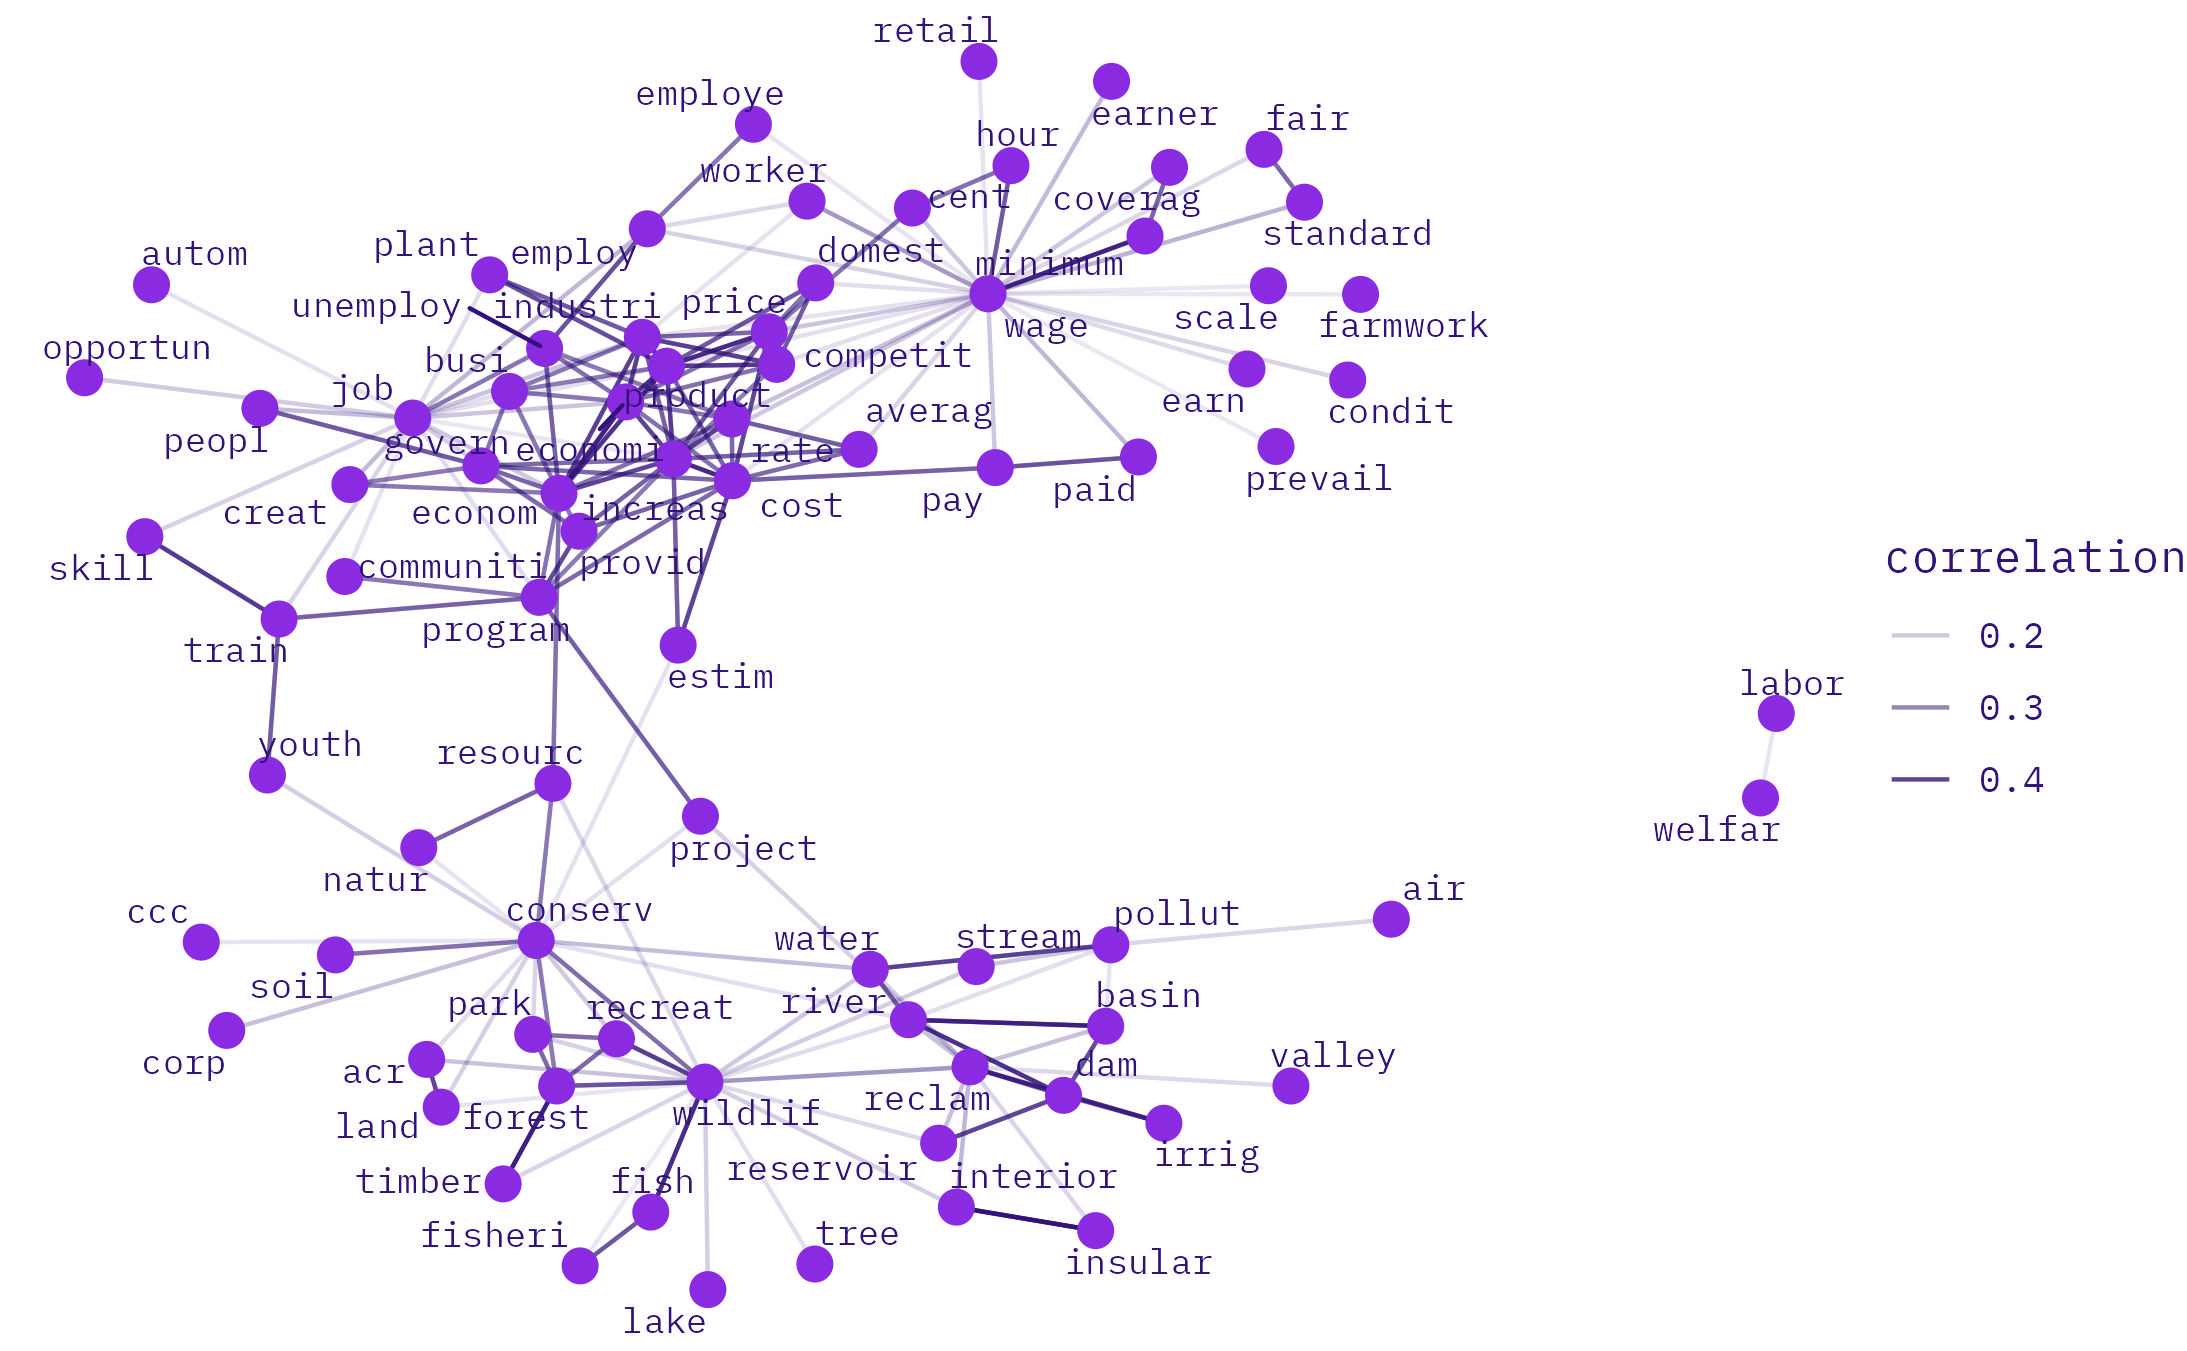 retail
employe
earner
fair
hour
worker
cent
coverag
standard
autom
plant
employ
domest
minimum
unemploy
industri
price
wage
scale
farmwork
opportun
busi
competit
job
product
averag
earn
condit
peopl
govern
economi
rate
prevail
creat
econom
increas
cost
pay
paid
skill
communiti
provid
correlation
train
program
0.2
estim
labor
0.3
youth
resourc
0.4
natur
project
welfar
air
ccc
conserv
water
stream
pollut
soil
park
recreat
river
basin
corp
acr
dam
valley
land
forest
wildlif
reclam
timber
fish
reservoir
interior
irrig
fisheri
tree
insular
lake